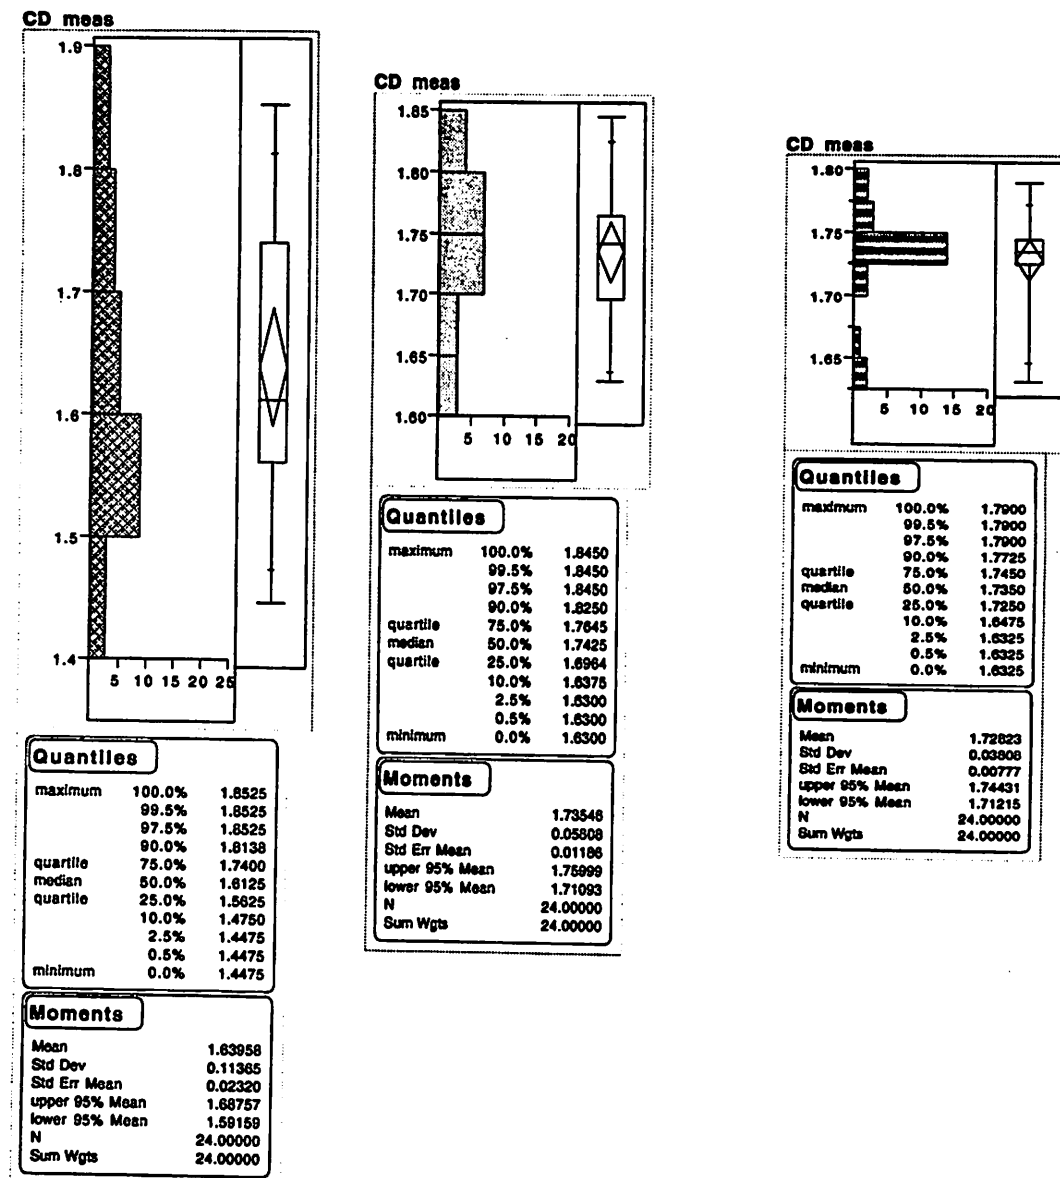 CD meas
1.9
1.8
1.7
1.6
1.5
1.4
5 10 15 20 25
Quantiles
maximum 100.0% 1.8525
99.5% 1.8525
97.5% 1.8525
90.0% 1.8138
quartile 75.0% 1.7400
median 50.0% 1.6125
quartile 25.0% 1.5625
10.0% 1.4750
2.5% 1.4475
0.5% 1.4475
minimum 0.0% 1.4475
Moments
Mean 1.63958
Std Dev 0.11365
Std Err Mean 0.02320
upper 95% Mean 1.68757
lower 95% Mean 1.59159
N 24.00000
Sum Wgts 24.00000
CD meas
1.85
1.80
1.75
1.70
1.65
1.60
5 10 15 20
Quantiles
maximum 100.0% 1.8450
99.5% 1.8450
97.5% 1.8450
90.0% 1.8250
quartile 75.0% 1.7645
median 50.0% 1.7425
quartile 25.0% 1.6964
10.0% 1.6375
2.5% 1.6300
0.5% 1.6300
minimum 0.0% 1.6300
Moments
Mean 1.73546
Std Dev 0.05808
Std Err Mean 0.01186
upper 95% Mean 1.75999
lower 95% Mean 1.71093
N 24.00000
Sum Wgts 24.00000
CD meas
1.80
1.75
1.70
1.65
5 10 15 20
Quantiles
maximum 100.0% 1.7900
99.5% 1.7900
97.5% 1.7900
90.0% 1.7725
quartile 75.0% 1.7450
median 50.0% 1.7350
quartile 25.0% 1.7250
10.0% 1.6475
2.5% 1.6325
0.5% 1.6325
minimum 0.0% 1.6325
Moments
Mean 1.72823
Std Dev 0.03808
Std Err Mean 0.00777
upper 95% Mean 1.74431
lower 95% Mean 1.71215
N 24.00000
Sum Wgts 24.00000